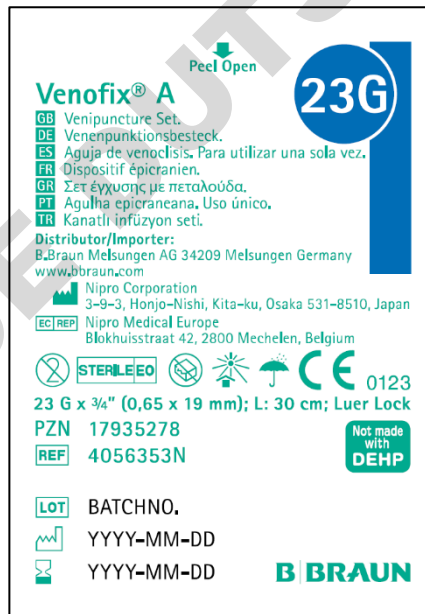 Peel Open
Venofix® A
23G
GB Venipuncture Set.
DE Venenpunktionsbesteck.
ES Aguja de venoclisis. Para utilizar una sola vez.
FR Dispositif épicranien.
GR Σετ έγχυσης με πεταλούδα.
PT Agulha epicraneana. Uso único.
TR Kanatlı infüzyon seti.
Distributor/Importer:
B.Braun Melsungen AG 34209 Melsungen Germany
www.bbraun.com
Nipro Corporation
3-9-3, Honjo-Nishi, Kita-ku, Osaka 531-8510, Japan
EC REP Nipro Medical Europe
Blokhuisstraat 42, 2800 Mechelen, Belgium
2 STERILE EO CE 0123
23 G x ¾" (0,65 x 19 mm); L: 30 cm; Luer Lock
PZN 17935278
REF 4056353N
Not made
with
DEHP
LOT BATCHNO.
YYYY-MM-DD
YYYY-MM-DD
B BRAUN